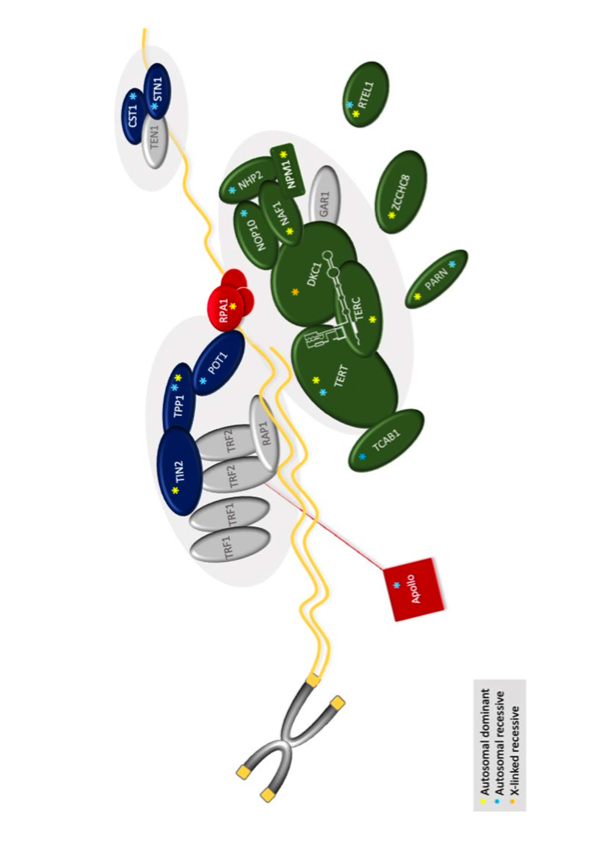 CST1
STN1
TEN1
TIN2
TPP1
POT1
RPA1
TRF1
TRF1
TRF2
TRF2
RAP1
NOP10
NHP2
NAF1
NPM1
GAR1
DKC1
TERC
TERT
TCAB1
RTEL1
ZCCHC8
PARN
Apollo
Autosomal dominant
Autosomal recessive
X-linked recessive